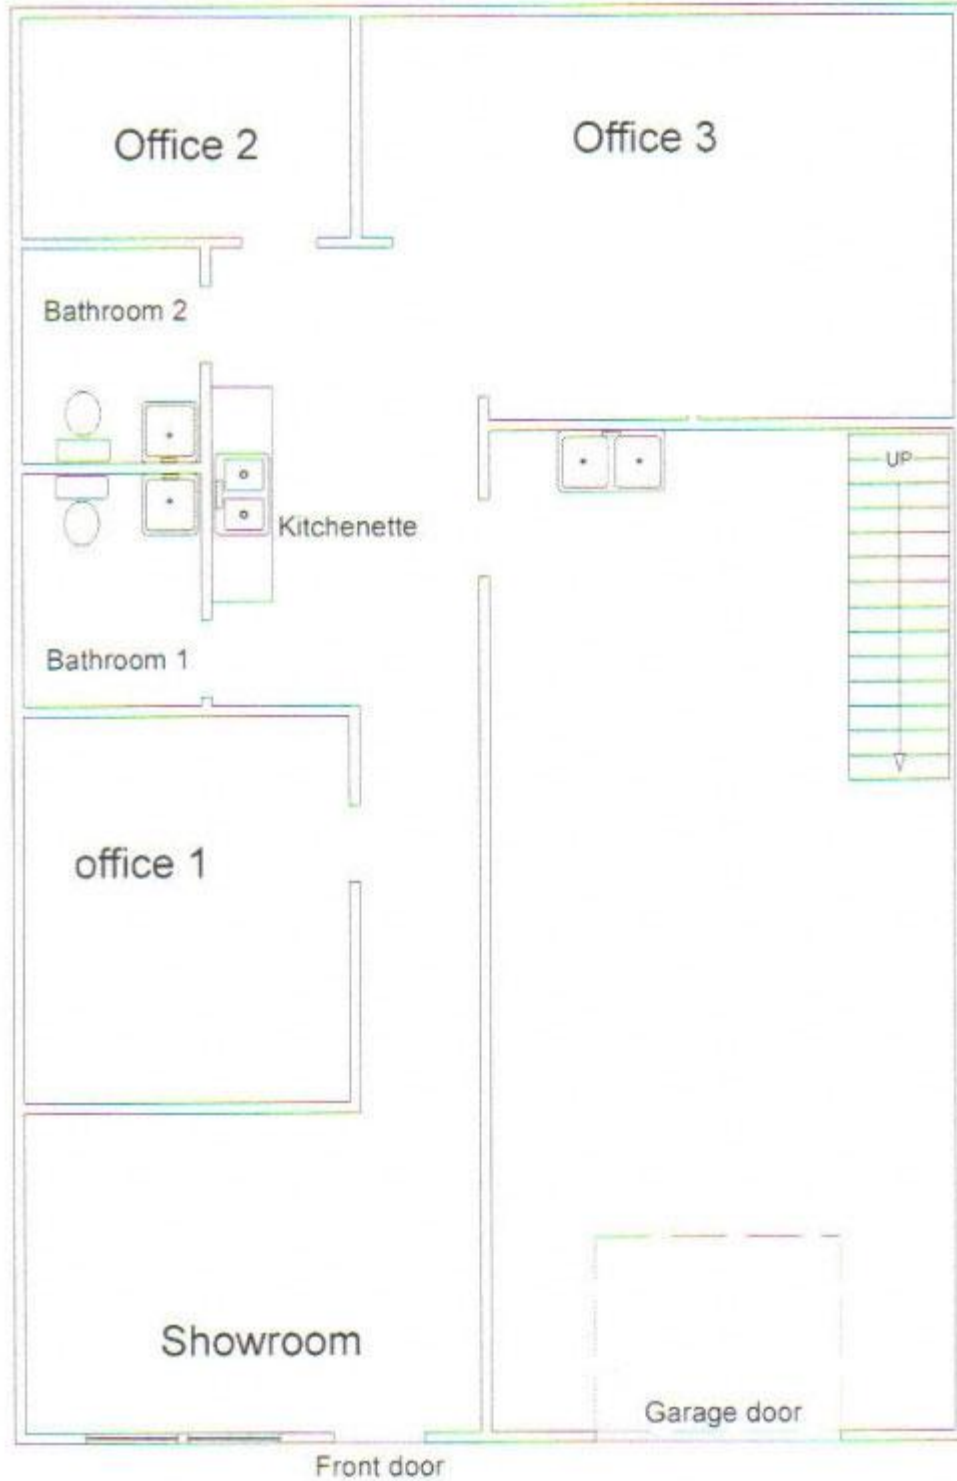 Office 2
Office 3
Bathroom 2
UP
Kitchenette
Bathroom 1
office 1
Showroom
Garage door
Front door